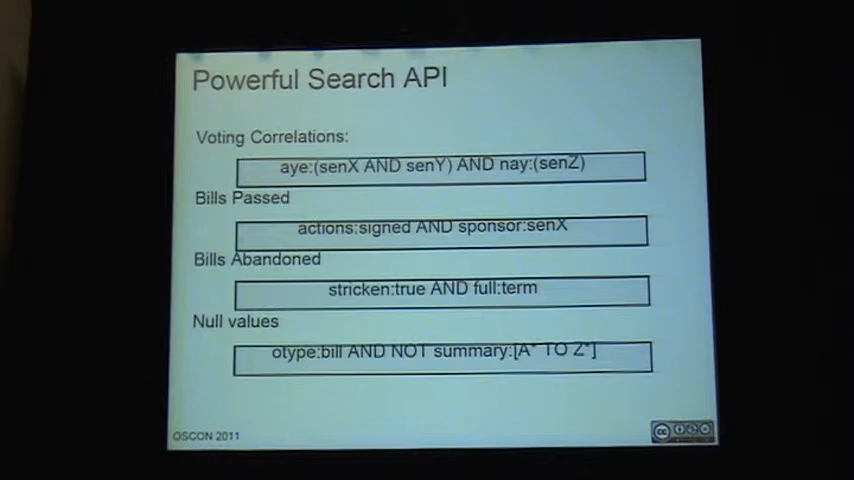 Powerful Search API
Voting Correlations:
aye:(senX AND senY) AND nay:(senZ)
Bills Passed
actions:signed AND sponsor:senX
Bills Abandoned
stricken:true AND full:term
Null values
otype:bill AND NOT summary:[A* TO Z*]
OSCON 2011
cc